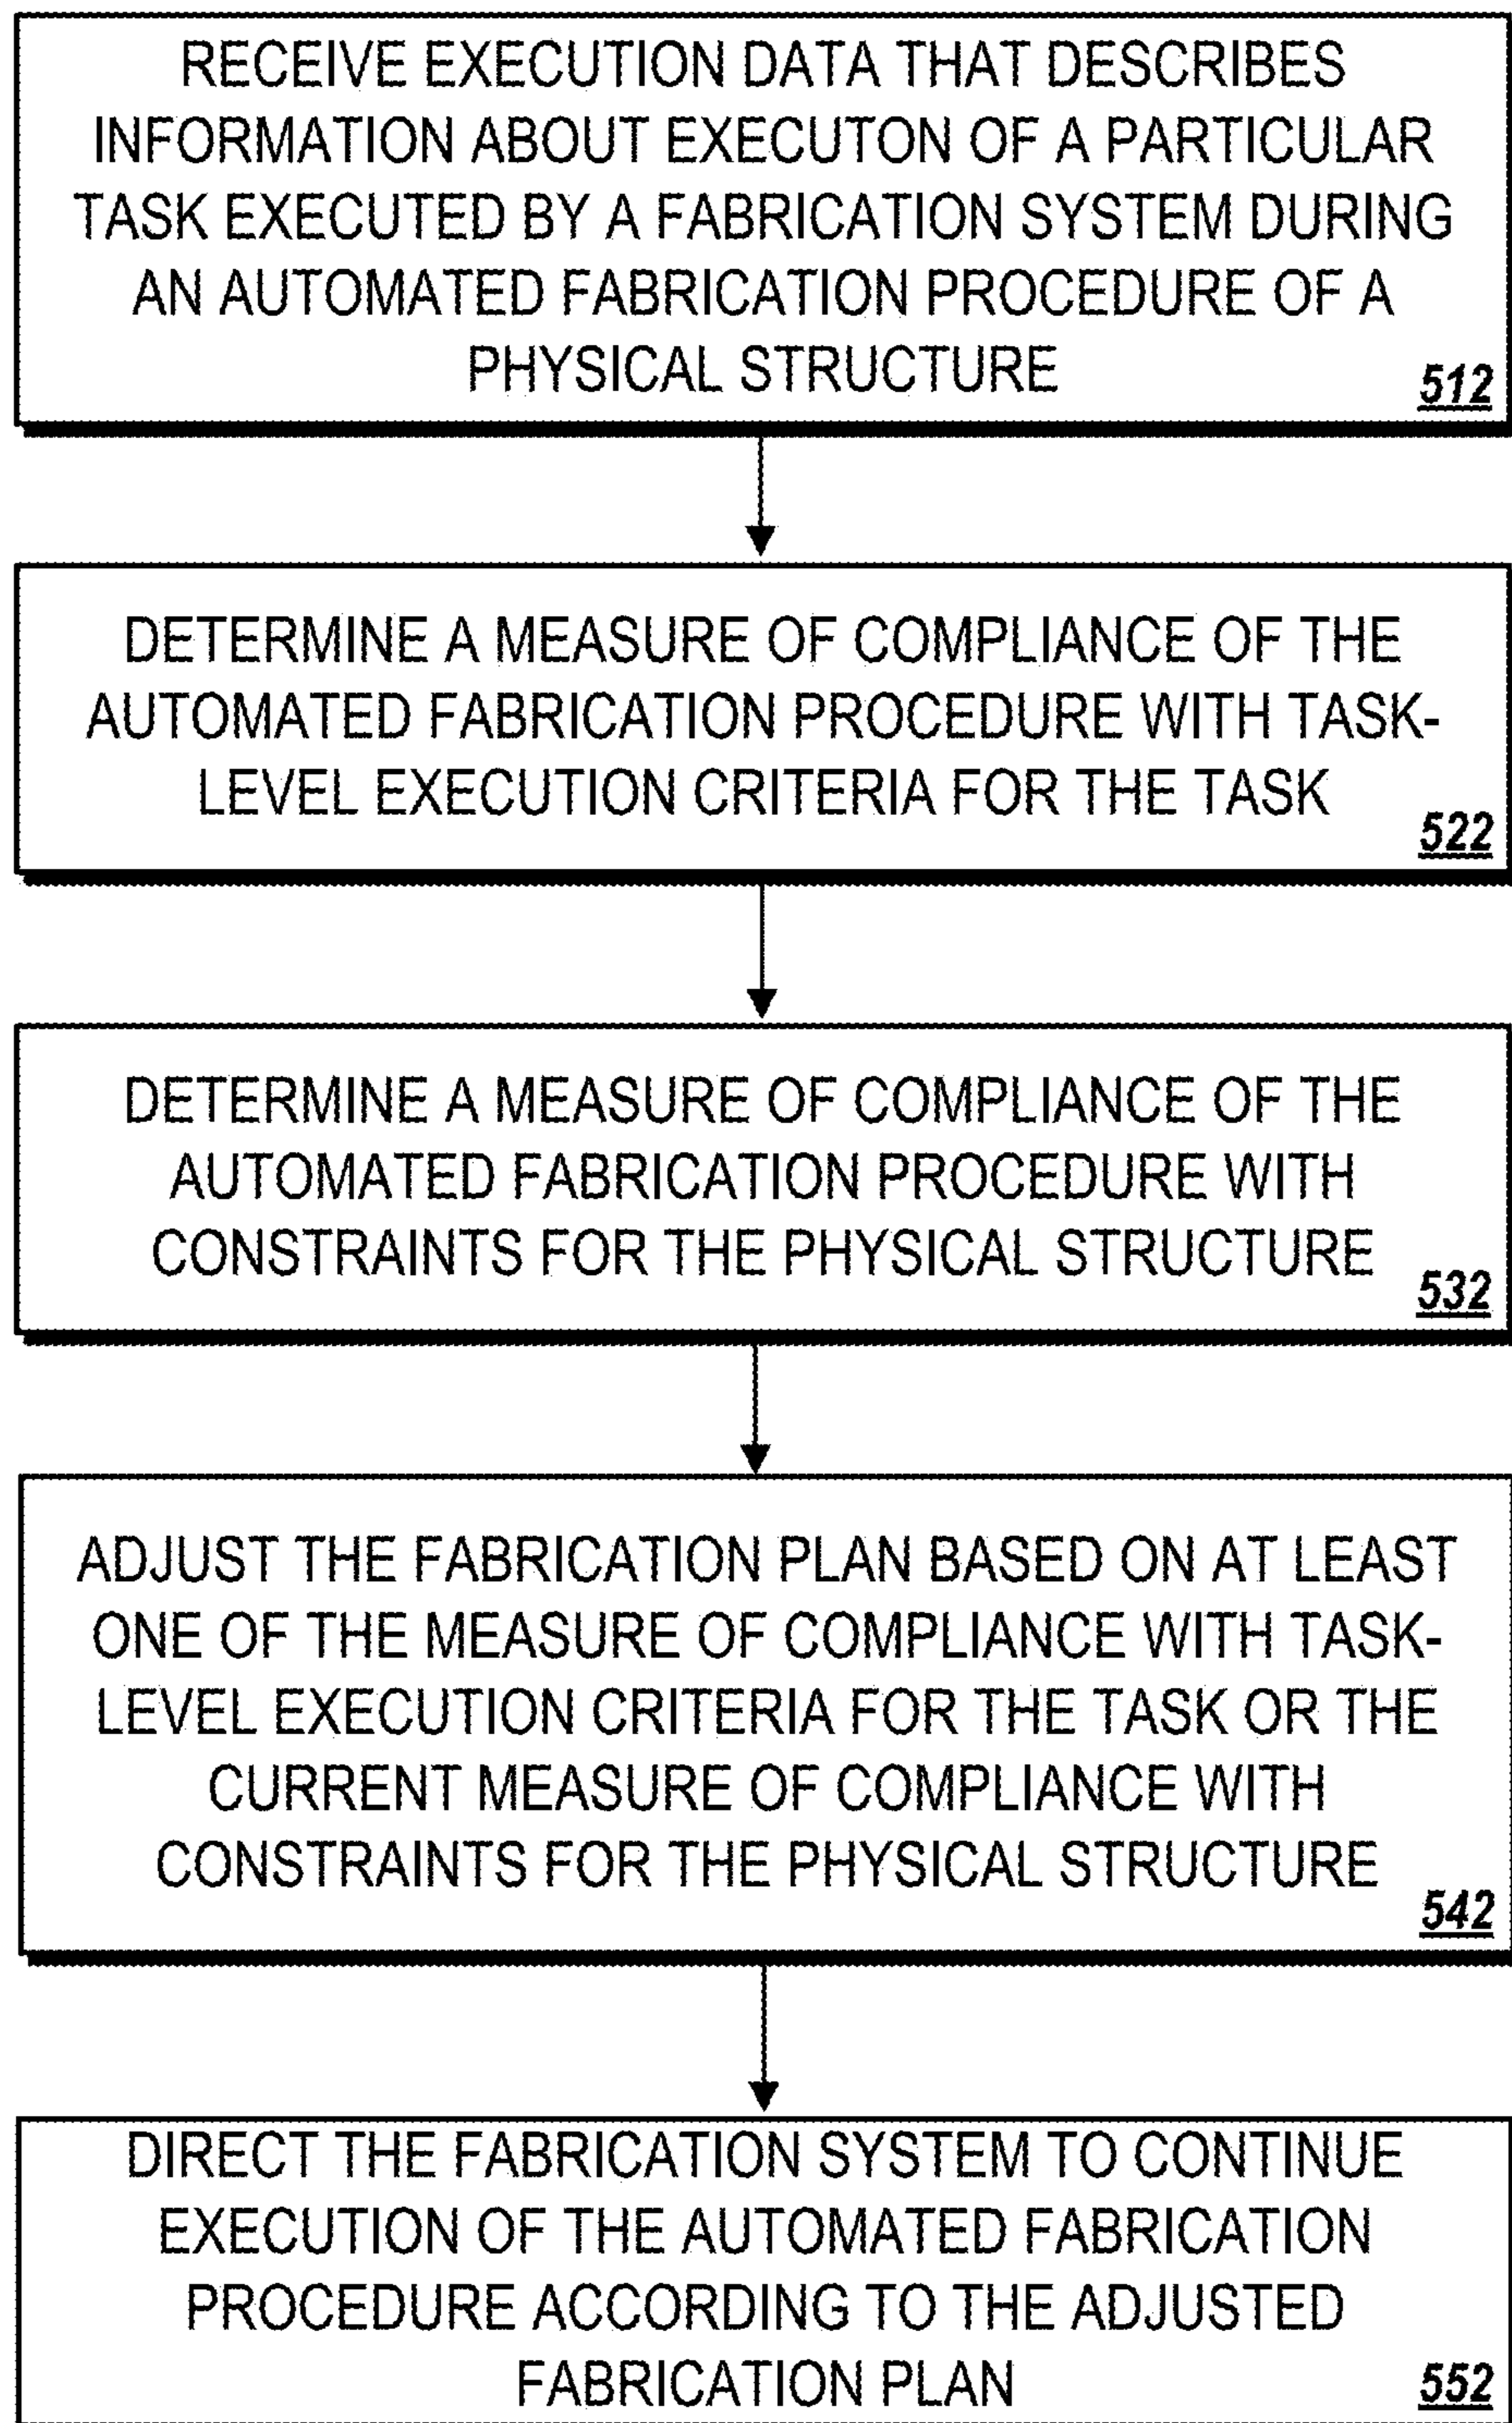 RECEIVE EXECUTION DATA THAT DESCRIBES
INFORMATION ABOUT EXECUTON OF A PARTICULAR
TASK EXECUTED BY A FABRICATION SYSTEM DURING
AN AUTOMATED FABRICATION PROCEDURE OF A
PHYSICAL STRUCTURE
512
DETERMINE A MEASURE OF COMPLIANCE OF THE
AUTOMATED FABRICATION PROCEDURE WITH TASK-
LEVEL EXECUTION CRITERIA FOR THE TASK
522
DETERMINE A MEASURE OF COMPLIANCE OF THE
AUTOMATED FABRICATION PROCEDURE WITH
CONSTRAINTS FOR THE PHYSICAL STRUCTURE
532
ADJUST THE FABRICATION PLAN BASED ON AT LEAST
ONE OF THE MEASURE OF COMPLIANCE WITH TASK-
LEVEL EXECUTION CRITERIA FOR THE TASK OR THE
CURRENT MEASURE OF COMPLIANCE WITH
CONSTRAINTS FOR THE PHYSICAL STRUCTURE
542
DIRECT THE FABRICATION SYSTEM TO CONTINUE
EXECUTION OF THE AUTOMATED FABRICATION
PROCEDURE ACCORDING TO THE ADJUSTED
FABRICATION PLAN
552